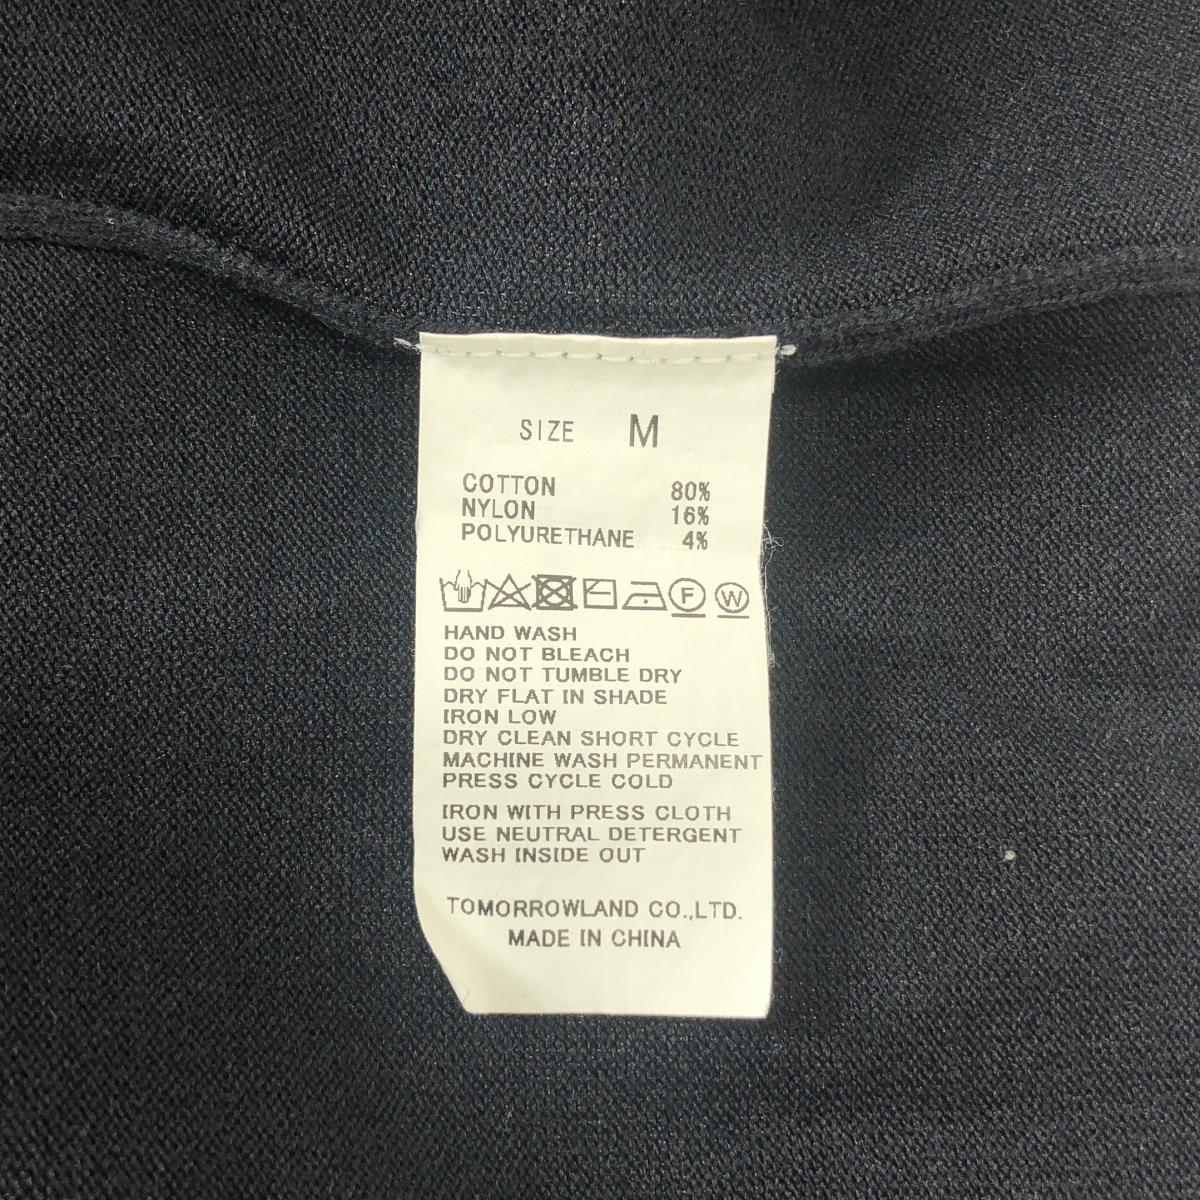 SIZE M
COTTON 80%
NYLON 16%
POLYURETHANE 4%
F W
HAND WASH
DO NOT BLEACH
DO NOT TUMBLE DRY
DRY FLAT IN SHADE
IRON LOW
DRY CLEAN SHORT CYCLE
MACHINE WASH PERMANENT
PRESS CYCLE COLD
IRON WITH PRESS CLOTH
USE NEUTRAL DETERGENT
WASH INSIDE OUT
TOMORROWLAND CO.,LTD.
MADE IN CHINA